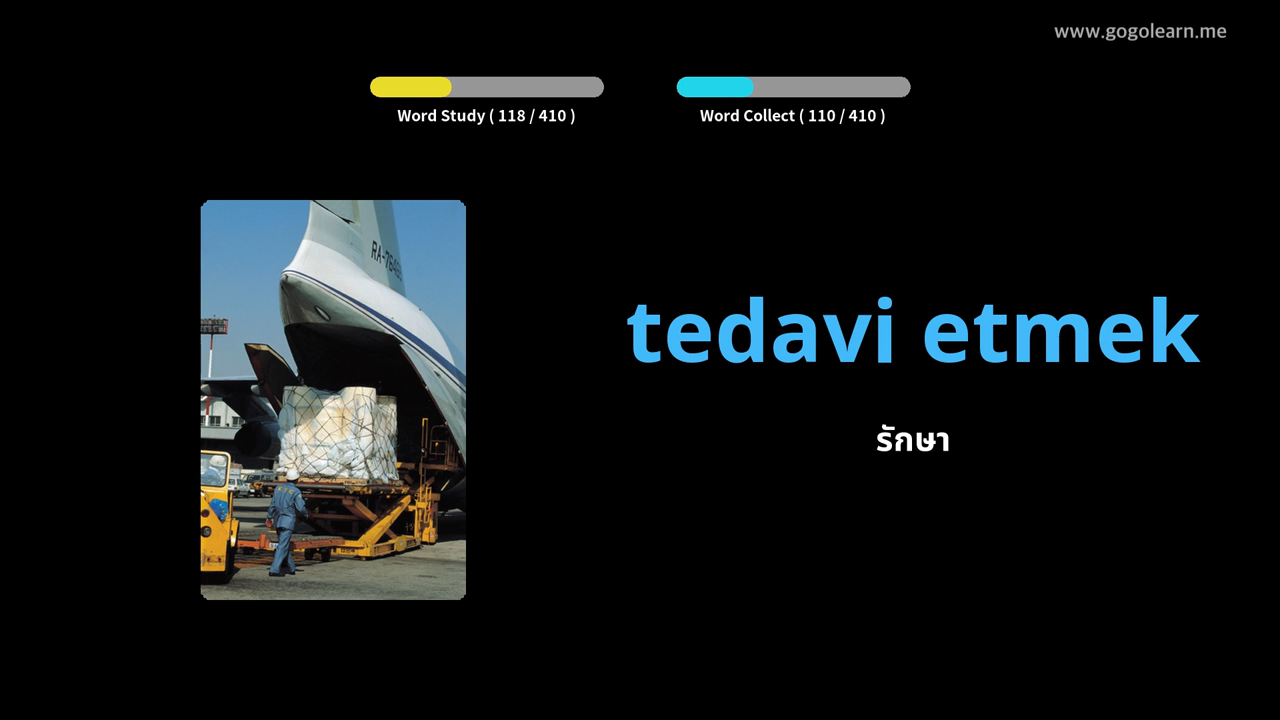 www.gogolearn.me
Word Study ( 118 / 410 )
Word Collect ( 110 / 410 )
tedavi etmek
รักษา